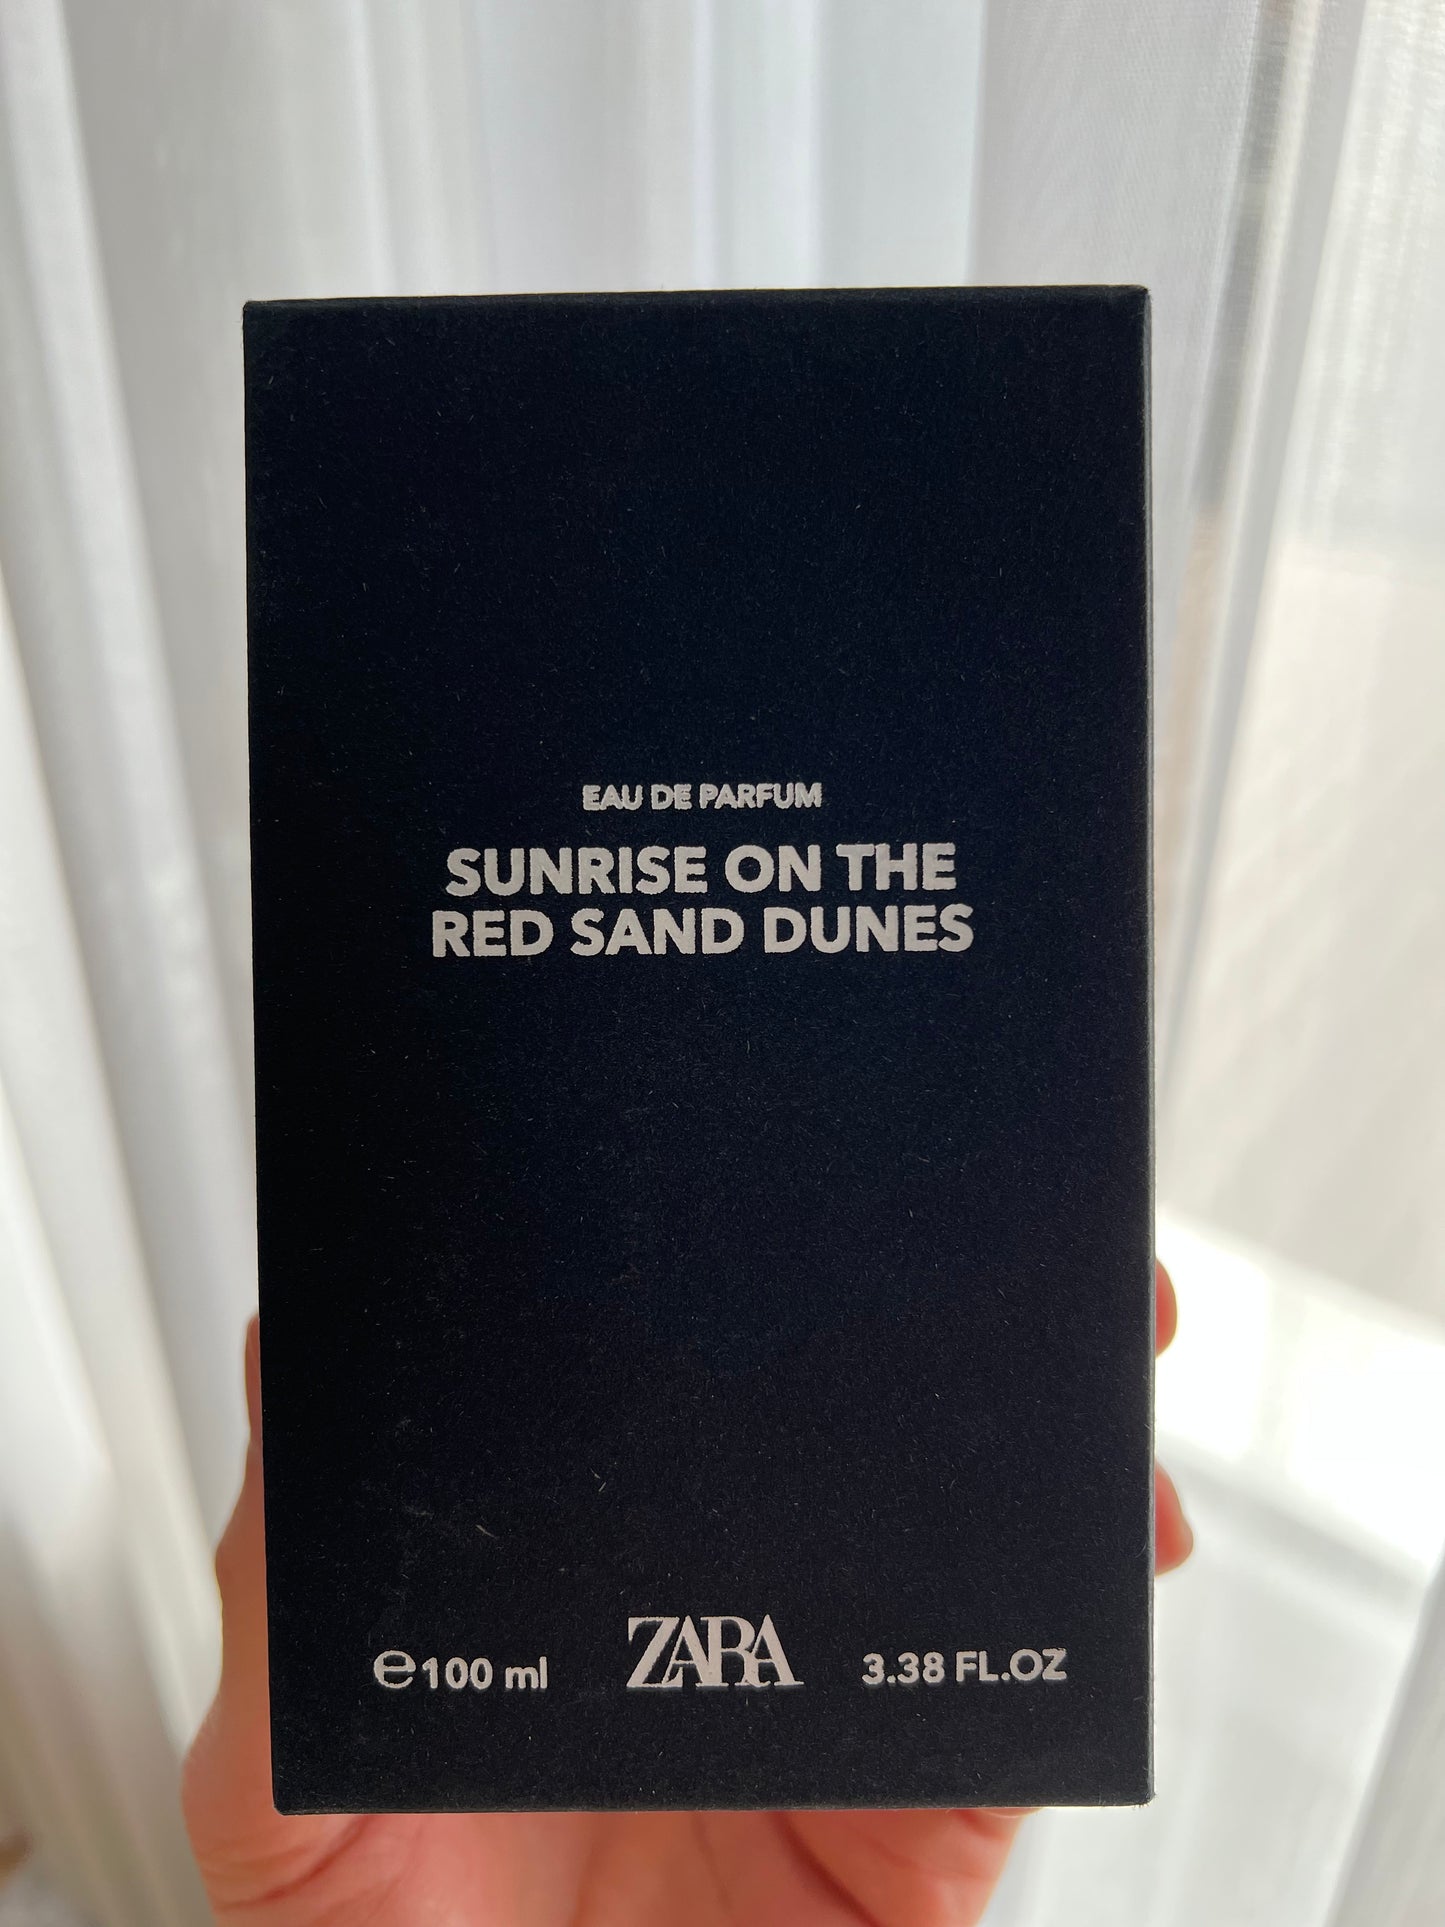 EAU DE PARFUM
SUNRISE ON THE
RED SAND DUNES
℮100 ml ZARA 3.38 FL.OZ